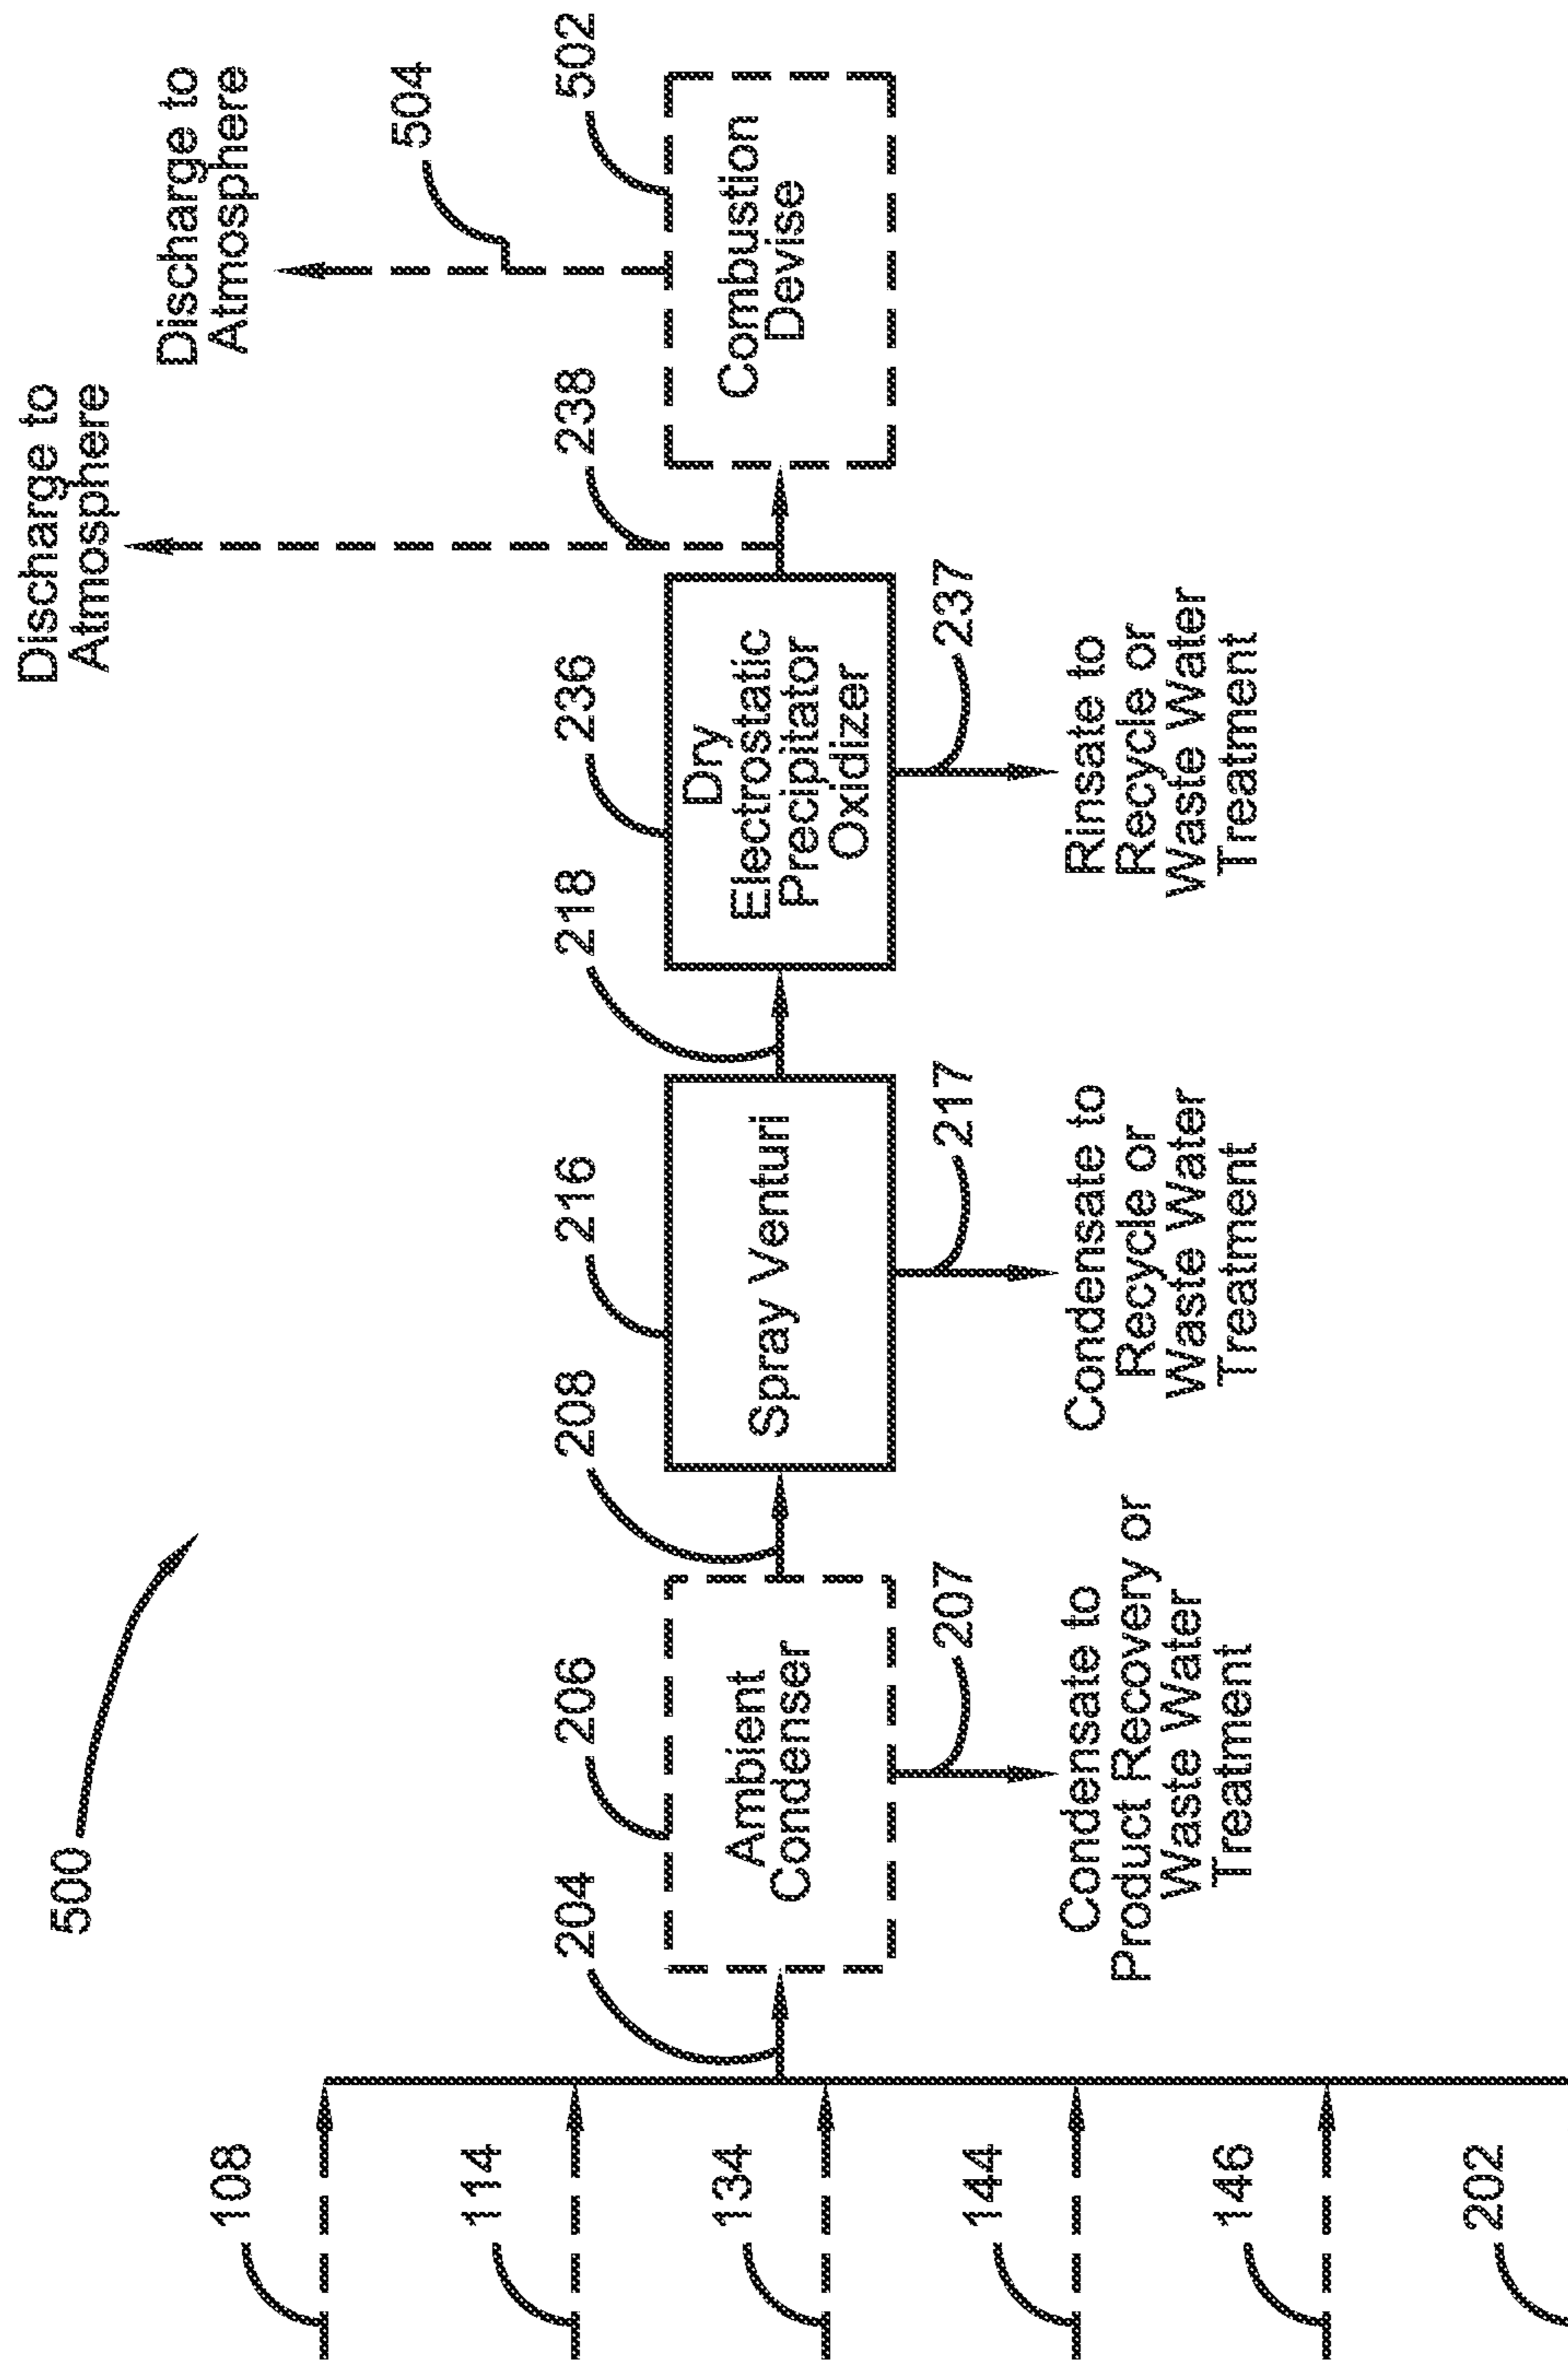 500
Discharge to
Atmosphere
Discharge to
Atmosphere
504
204
206
208
216
218
236
238
502
108
114
134
144
146
202
Ambient
Condenser
Spray Venturi
Dry
Electrostatic
Precipitator
Oxidizer
Combustion
Devise
207
217
237
Condensate to
Product Recovery or
Waste Water
Treatment
Condensate to
Recycle or
Waste Water
Treatment
Rinsate to
Recycle or
Waste Water
Treatment